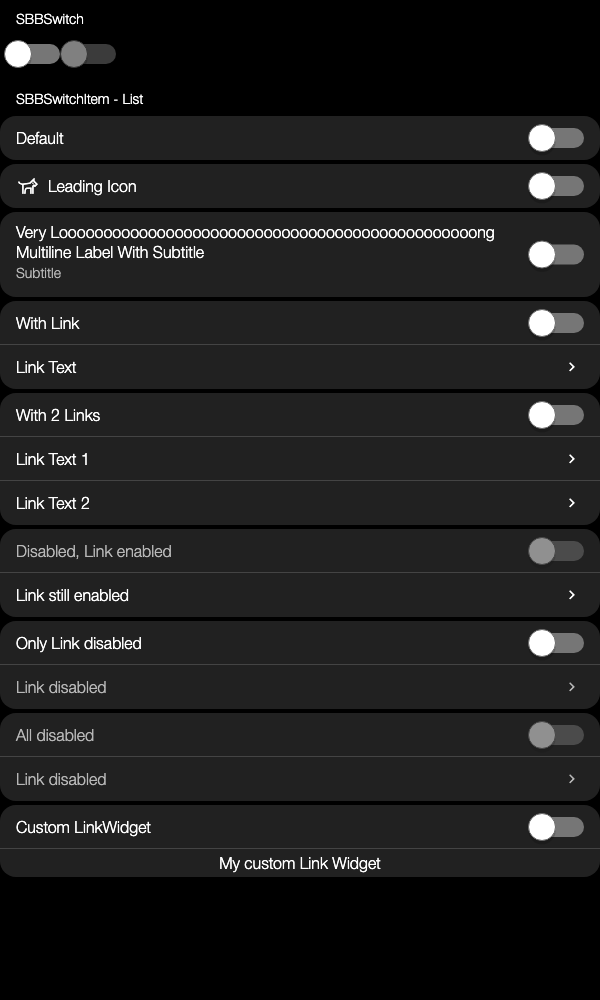 SBBSwitch
SBBSwitchItem - List
Default
Leading Icon
Very Looooooooooooooooooooooooooooooooooooooooooooooong
Multiline Label With Subtitle
Subtitle
With Link
Link Text
With 2 Links
Link Text 1
Link Text 2
Disabled, Link enabled
Link still enabled
Only Link disabled
Link disabled
All disabled
Link disabled
Custom LinkWidget
My custom Link Widget